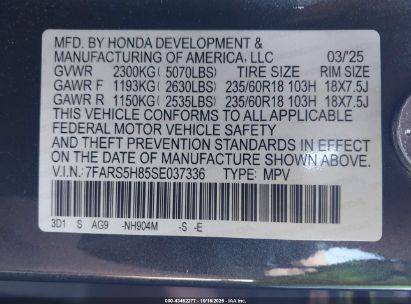 MFD. BY HONDA DEVELOPMENT &
MANUFACTURING OF AMERICA, LLC 03/'25
GVWR 2300KG (5070LBS) TIRE SIZE RIM SIZE
GAWR F 1193KG (2630LBS) 235/60R18 103H 18X7.5J
GAWR R 1150KG (2535LBS) 235/60R18 103H 18X7.5J
THIS VEHICLE CONFORMS TO ALL APPLICABLE
FEDERAL MOTOR VEHICLE SAFETY
AND THEFT PREVENTION STANDARDS IN EFFECT
ON THE DATE OF MANUFACTURE SHOWN ABOVE.
V.I.N.: 7FARS5H85SE037336 TYPE: MPV
3D1 S AG9 -NH904M -S -E